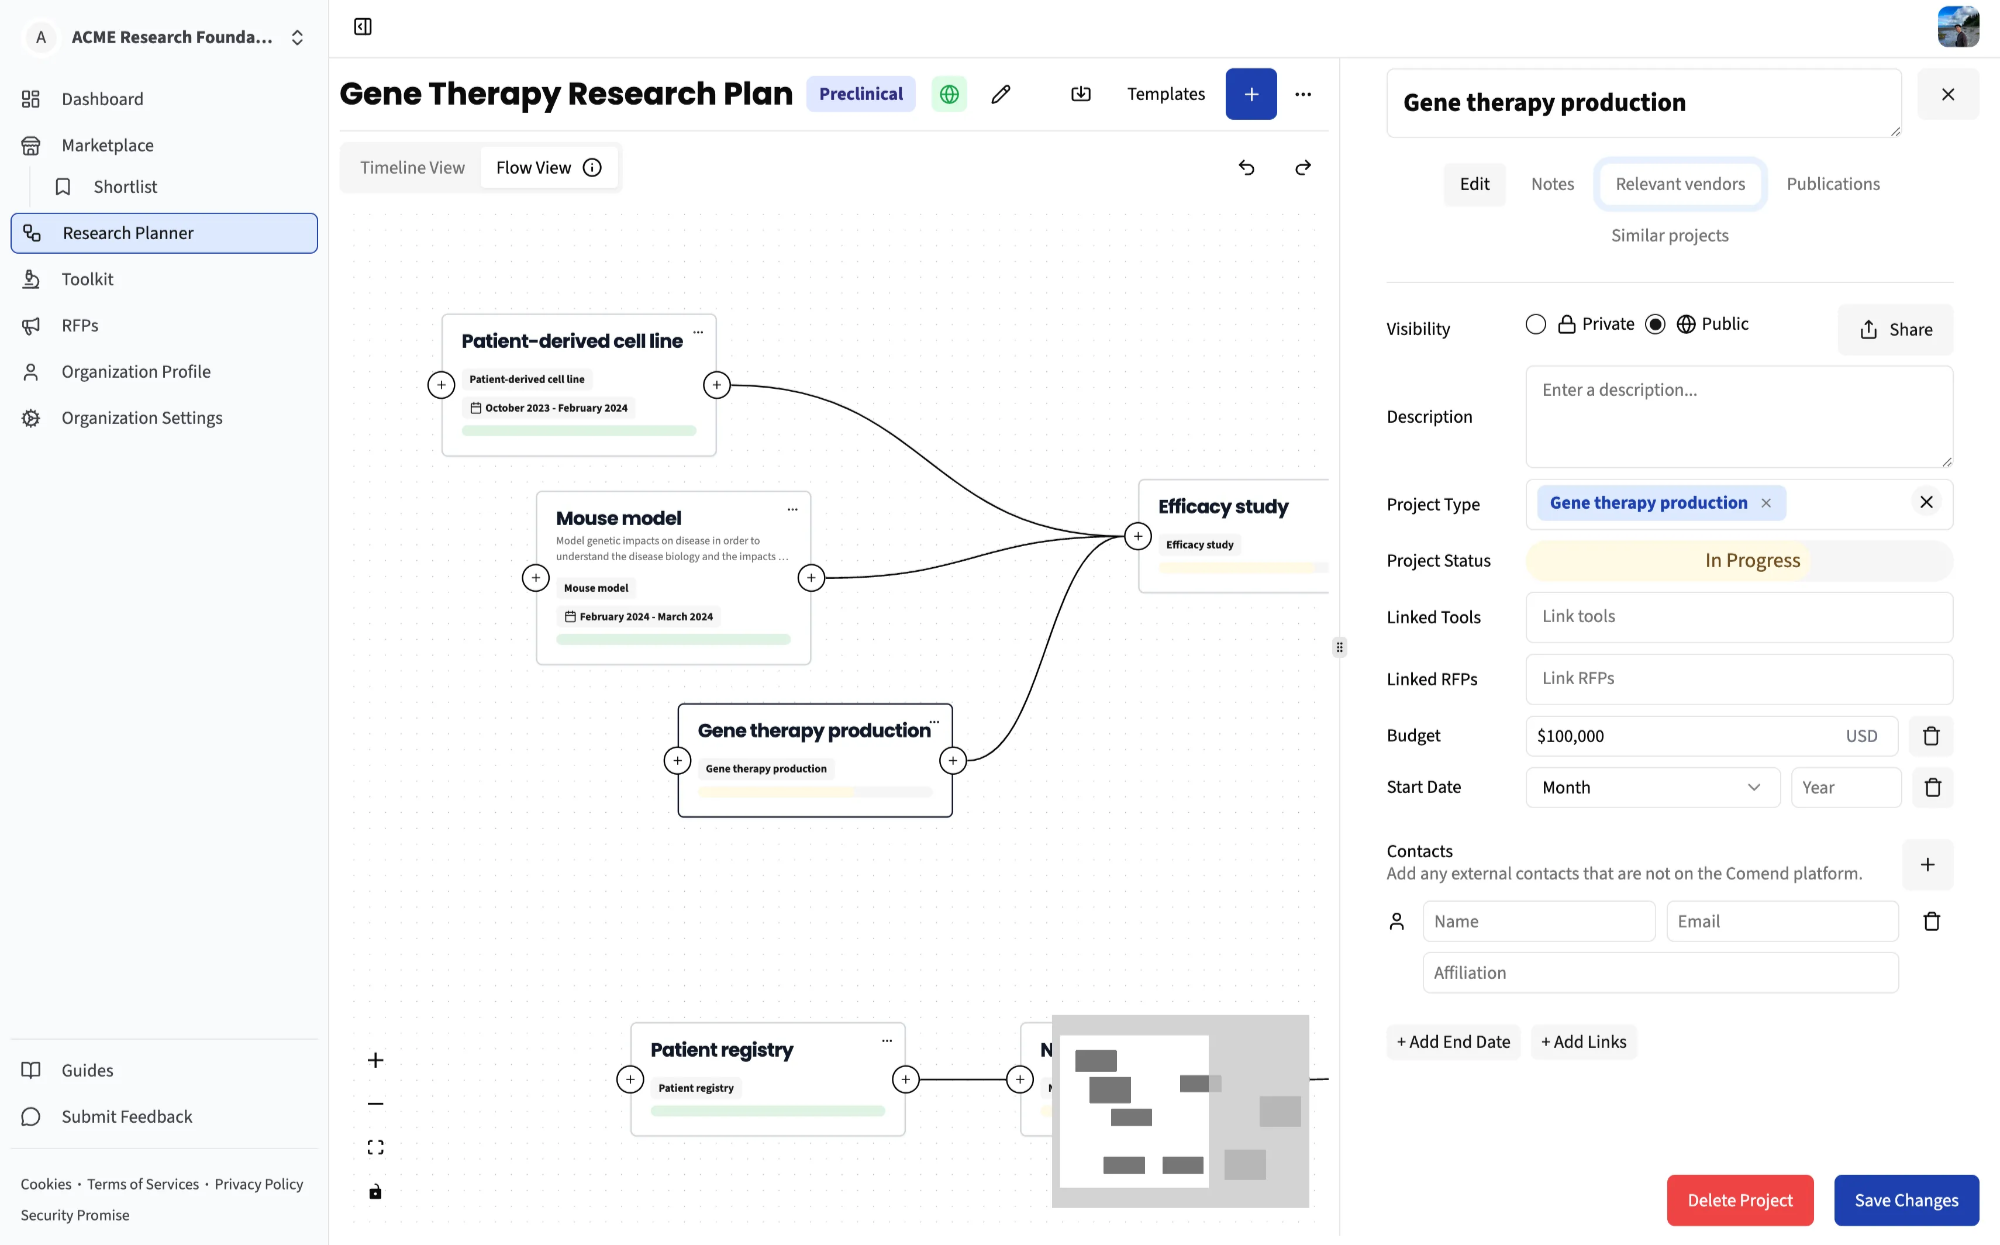 A
ACME Research Founda...
Dashboard
Marketplace
Shortlist
Research Planner
Toolkit
RFPs
Organization Profile
Organization Settings
Guides
Submit Feedback
Cookies · Terms of Services · Privacy Policy
Security Promise
Gene Therapy Research Plan
Preclinical
Templates
Timeline View
Flow View
Patient-derived cell line
Patient-derived cell line
October 2023 - February 2024
Mouse model
Model genetic impacts on disease in order to
understand the disease biology and the impacts ...
Mouse model
February 2024 - March 2024
Efficacy study
Efficacy study
Gene therapy production
Gene therapy production
Patient registry
Patient registry
N
Gene therapy production
Edit
Notes
Relevant vendors
Publications
Similar projects
Visibility
Private
Public
Share
Description
Enter a description...
Project Type
Gene therapy production
Project Status
In Progress
Linked Tools
Link tools
Linked RFPs
Link RFPs
Budget
$100,000
USD
Start Date
Month
Year
Contacts
Add any external contacts that are not on the Comend platform.
Name
Email
Affiliation
+ Add End Date
+ Add Links
Delete Project
Save Changes